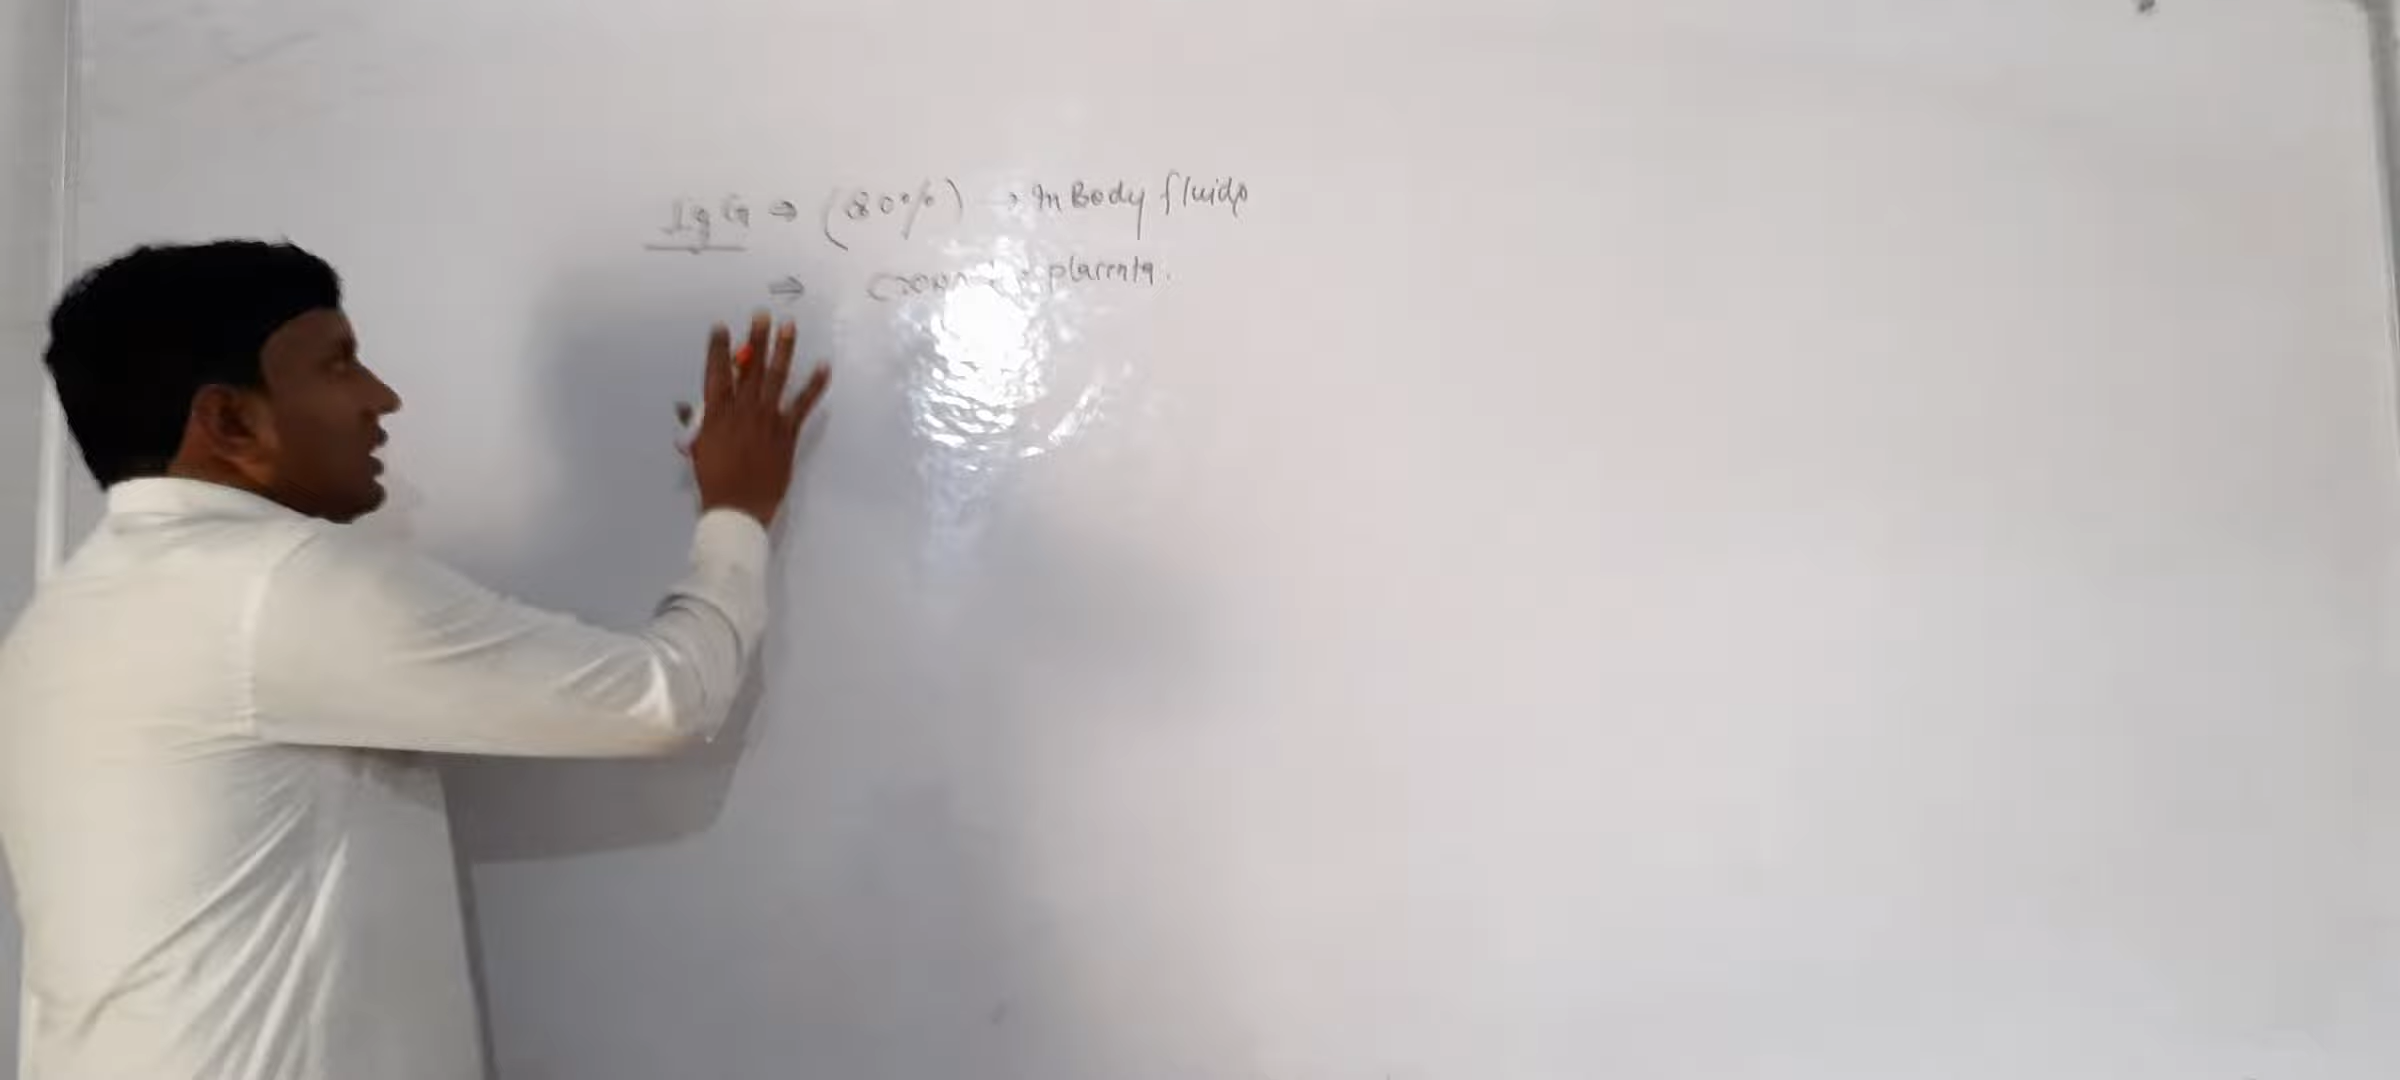 IgG ⇒ (80%) → In Body fluids
⇒ placenta.